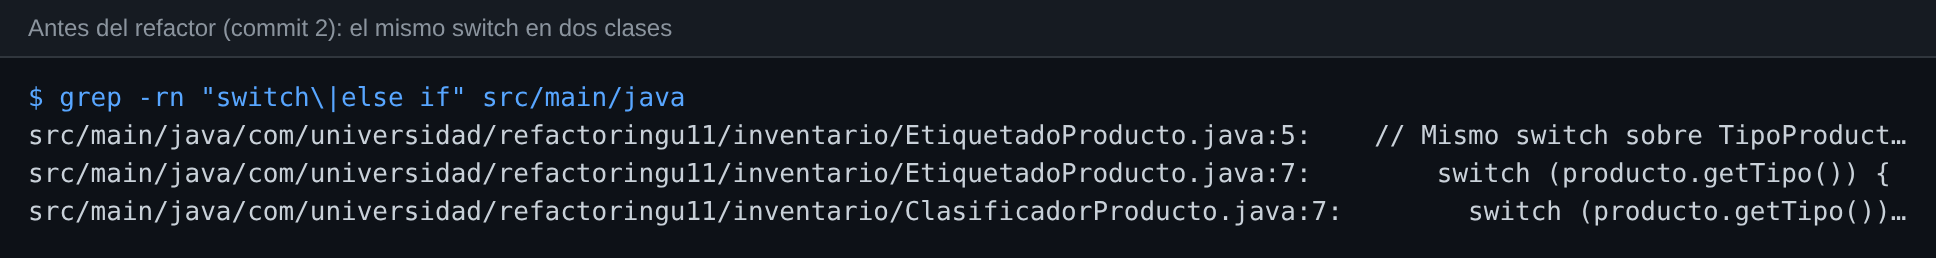 Antes del refactor (commit 2): el mismo switch en dos clases
$ grep -rn "switch\|else if" src/main/java
src/main/java/com/universidad/refactoringu11/inventario/EtiquetadoProducto.java:5:    // Mismo switch sobre TipoProduct…
src/main/java/com/universidad/refactoringu11/inventario/EtiquetadoProducto.java:7:        switch (producto.getTipo()) {
src/main/java/com/universidad/refactoringu11/inventario/ClasificadorProducto.java:7:        switch (producto.getTipo())…